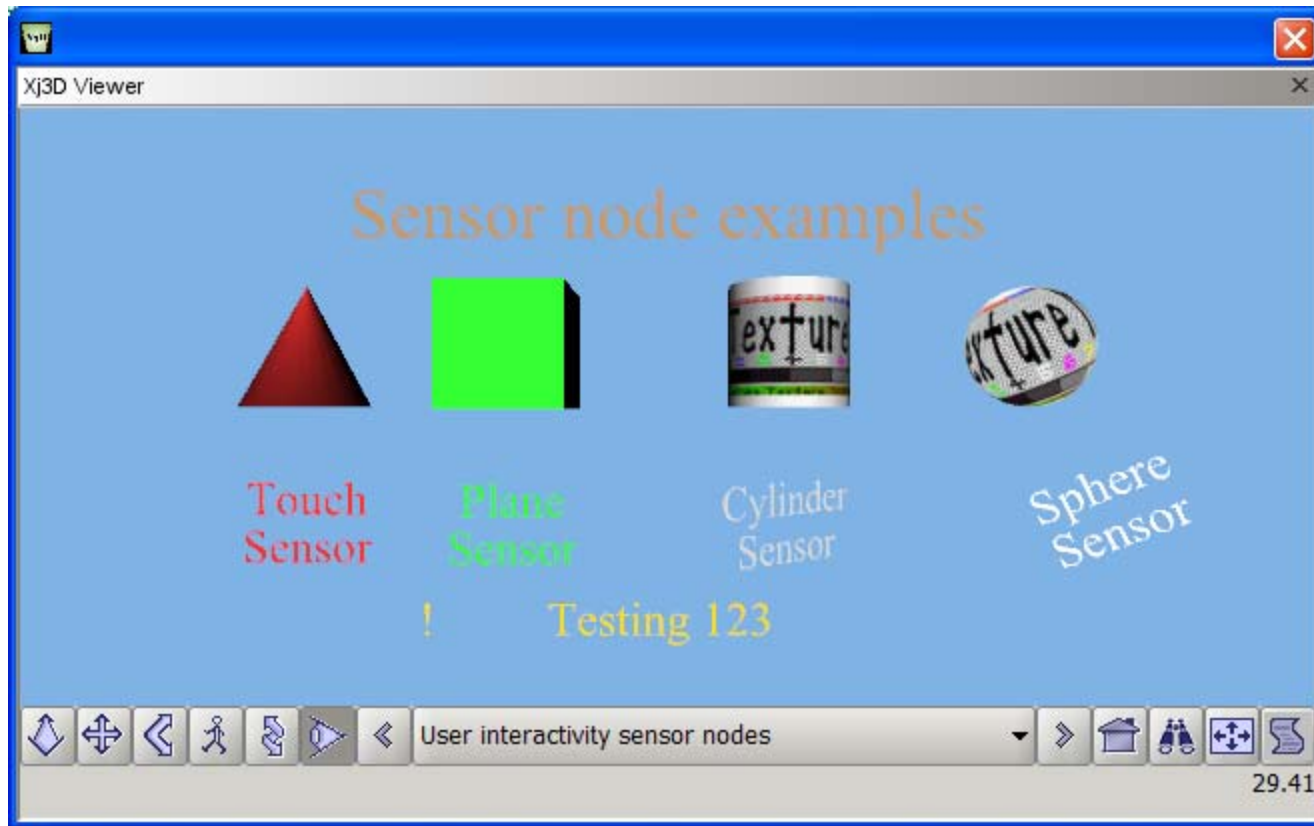 Xj3D Viewer
Sensor node examples
Texture
exture
Touch
Sensor
Plane
Sensor
Cylinder
Sensor
Sphere
Sensor
! Testing 123
User interactivity sensor nodes
29.41